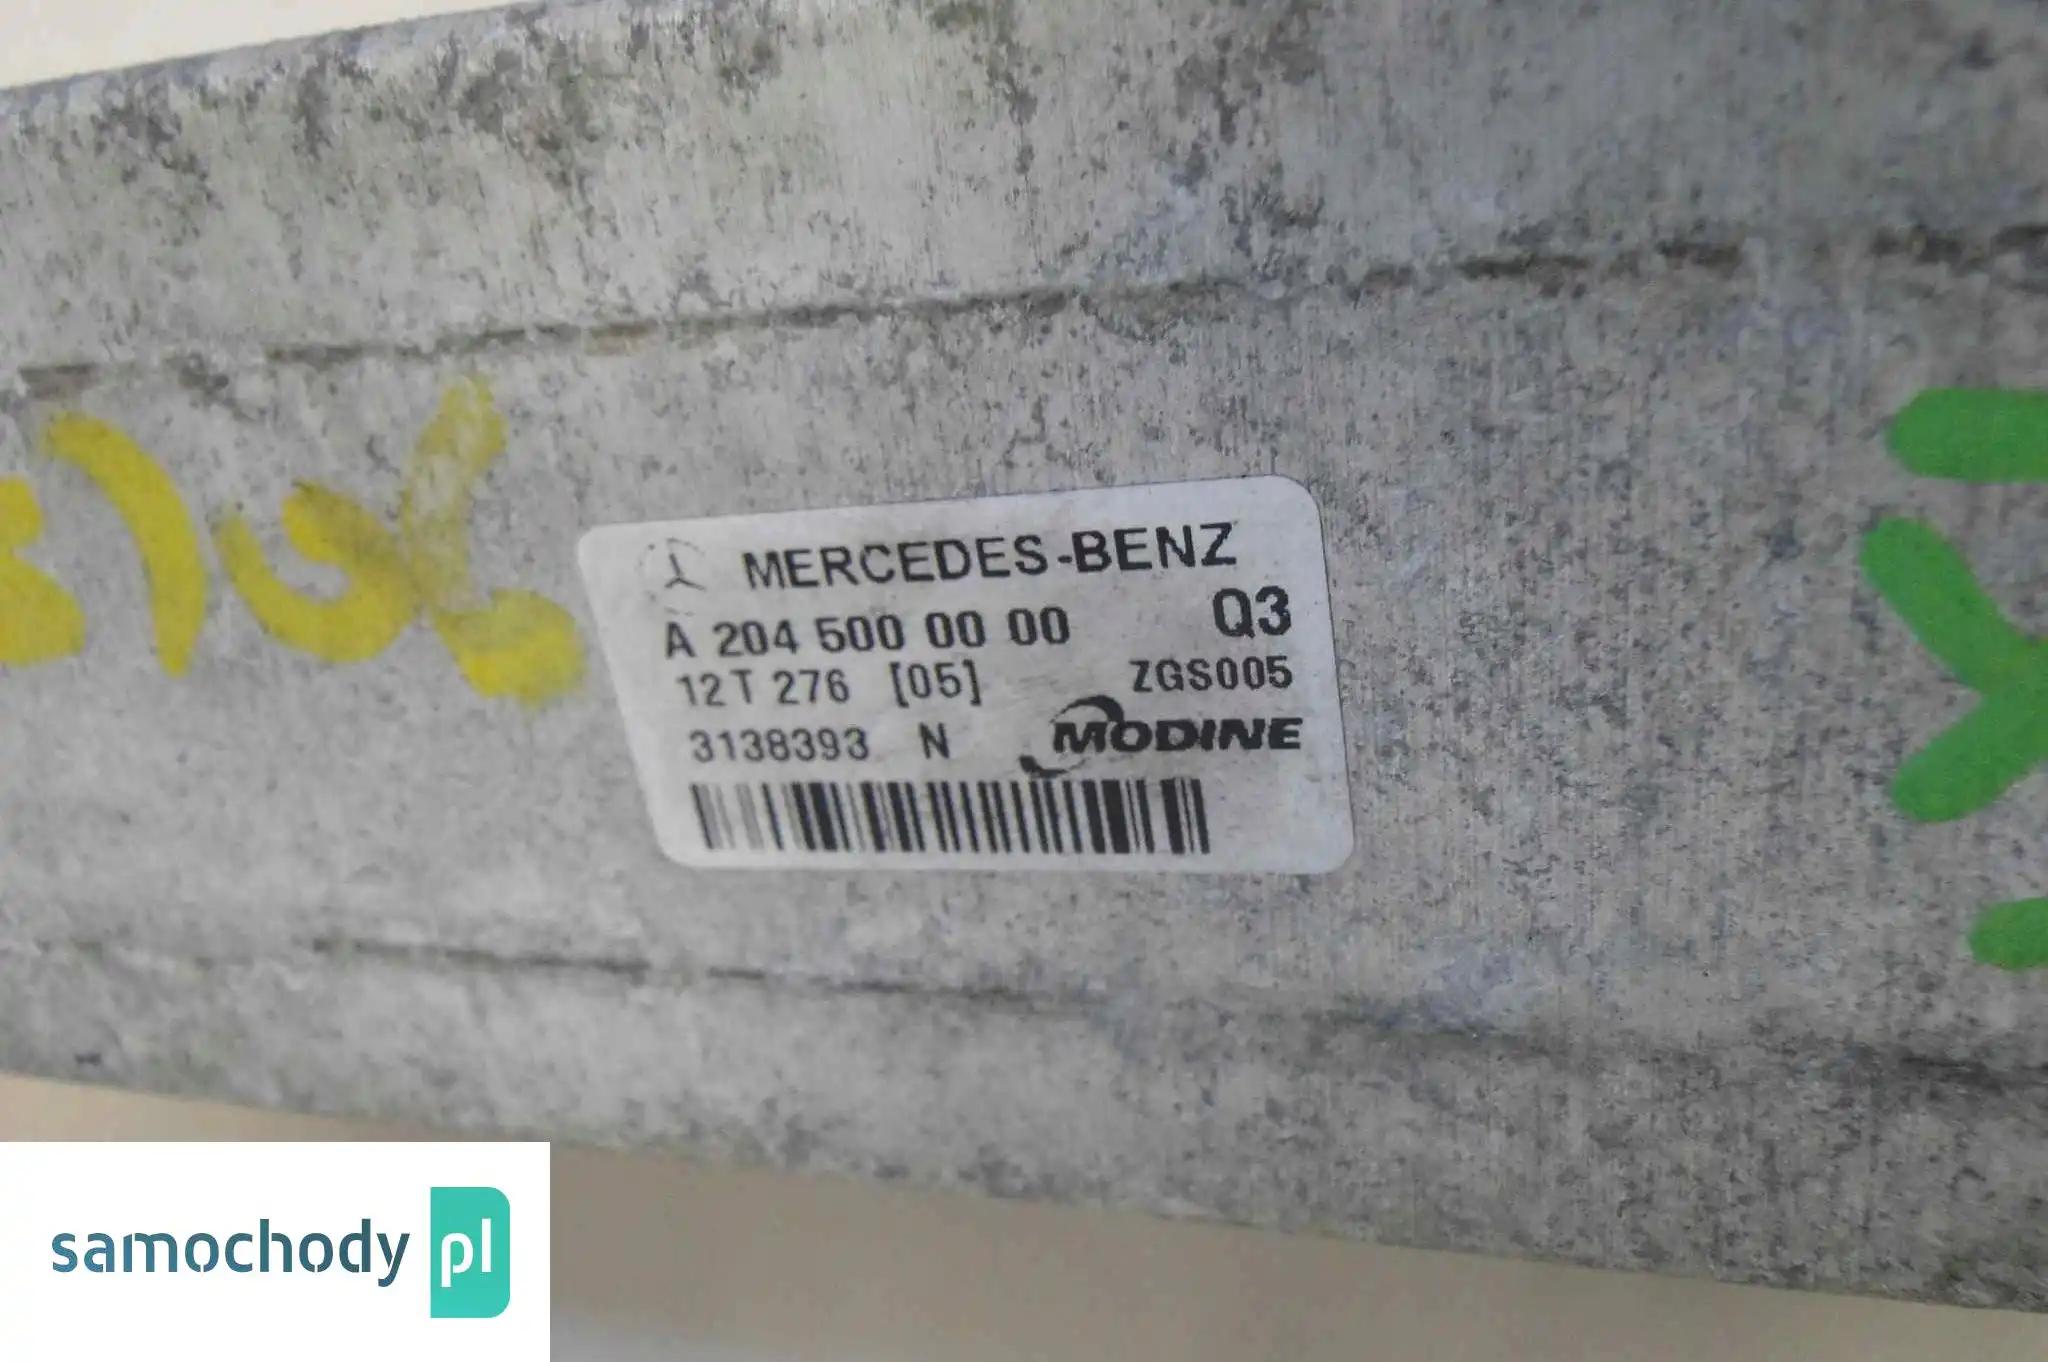 MERCEDES-BENZ
A 204 500 00 00 Q3
12 T 276 [05] ZGS005
3138393 N MODINE
samochody pl